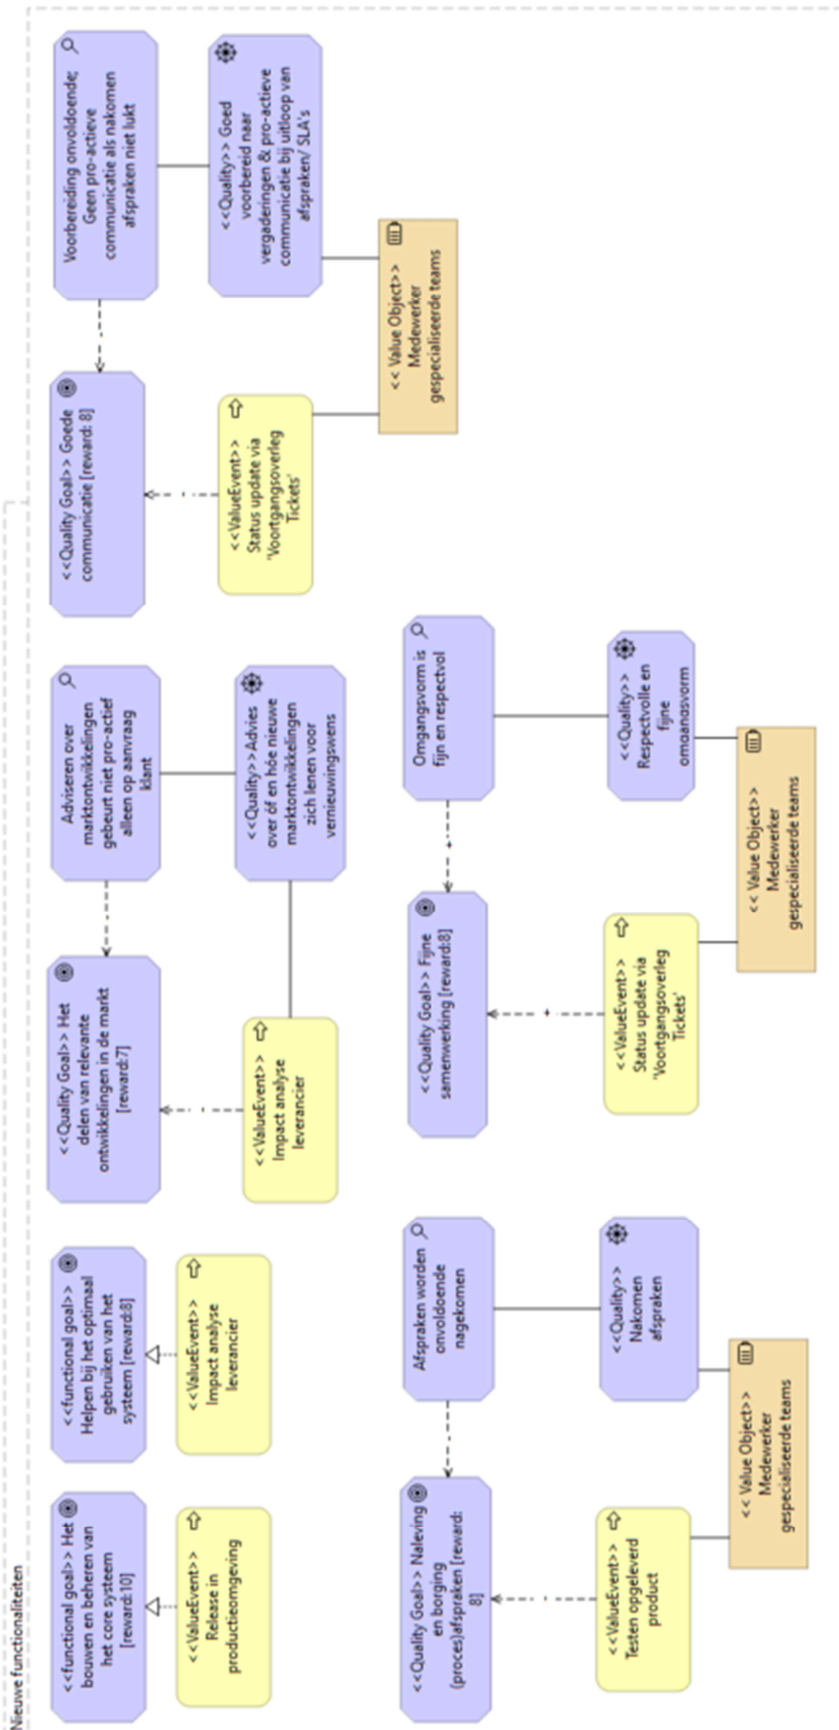 Nieuwe functionaliteiten
<<functional goal>> Het
bouwen en beheren van
het core systeem
[reward:10]
<<ValueEvent>>
Release in
productieomgeving
<<functional goal>>
Helpen bij het optimaal
gebruiken van het
systeem [reward:8]
<<ValueEvent>>
Impact analyse
leverancier
<<Quality Goal>> Het
delen van relevante
ontwikkelingen in de markt
[reward:7]
<<ValueEvent>>
Impact analyse
leverancier
Adviseren over
marktontwikkelingen
gebeurt niet pro-actief
alleen op aanvraag
klant
<<Quality>>Advies
over óf en hóe nieuwe
marktontwikkelingen
zich lenen voor
vernieuwingswens
<<Quality Goal>> Goede
communicatie [reward: 8]
<<ValueEvent>>
Status update via
'Voortgangsoverleg
Tickets'
Voorbereiding onvoldoende;
Geen pro-actieve
communicatie als nakomen
afspraken niet lukt
<<Quality>> Goed
voorbereid naar
vergaderingen & pro-actieve
communicatie bij uitloop van
afspraken/ SLA's
<< Value Object>>
Medewerker
gespecialiseerde teams
<<Quality Goal>> Naleving
en borging
(proces)afspraken [reward:
8]
<<ValueEvent>>
Testen opgeleverd
product
Afspraken worden
onvoldoende
nagekomen
<<Quality>>
Nakomen
afspraken
<< Value Object>>
Medewerker
gespecialiseerde teams
<<Quality Goal>> Fijne
samenwerking [reward:8]
<<ValueEvent>>
Status update via
'Voortgangsoverleg
Tickets'
Omgangsvorm is
fijn en respectvol
<<Quality>>
Respectvolle en
fijne
omgangsvorm
<< Value Object>>
Medewerker
gespecialiseerde teams